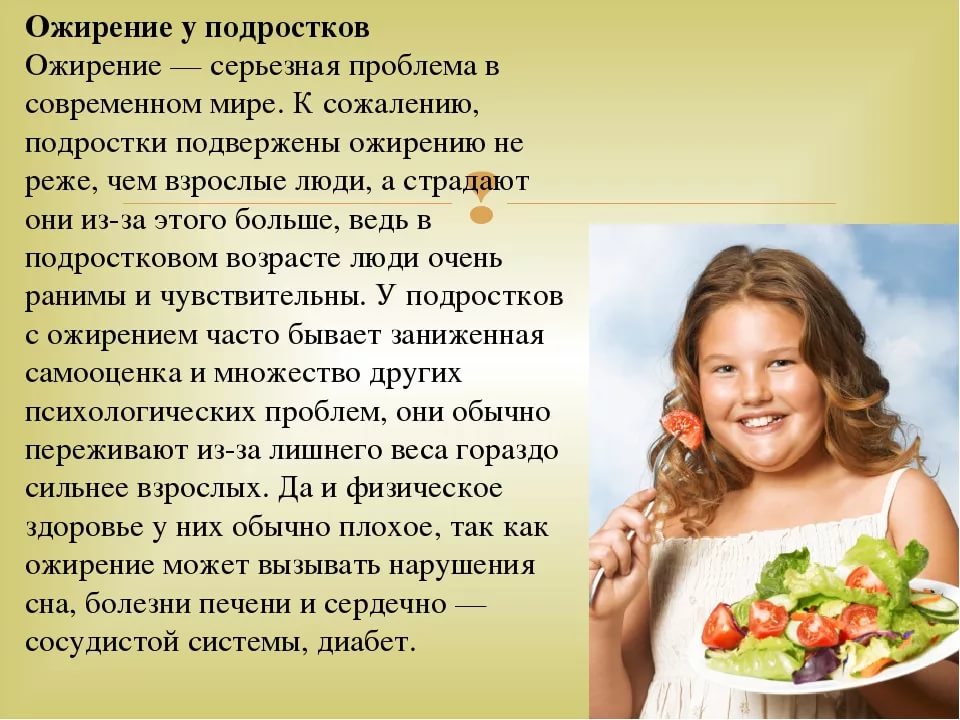 Ожирение у подростков
Ожирение — серьезная проблема в
современном мире. К сожалению,
подростки подвержены ожирению не
реже, чем взрослые люди, а страдают
они из-за этого больше, ведь в
подростковом возрасте люди очень
ранимы и чувствительны. У подростков
с ожирением часто бывает заниженная
самооценка и множество других
психологических проблем, они обычно
переживают из-за лишнего веса гораздо
сильнее взрослых. Да и физическое
здоровье у них обычно плохое, так как
ожирение может вызывать нарушения
сна, болезни печени и сердечно —
сосудистой системы, диабет.